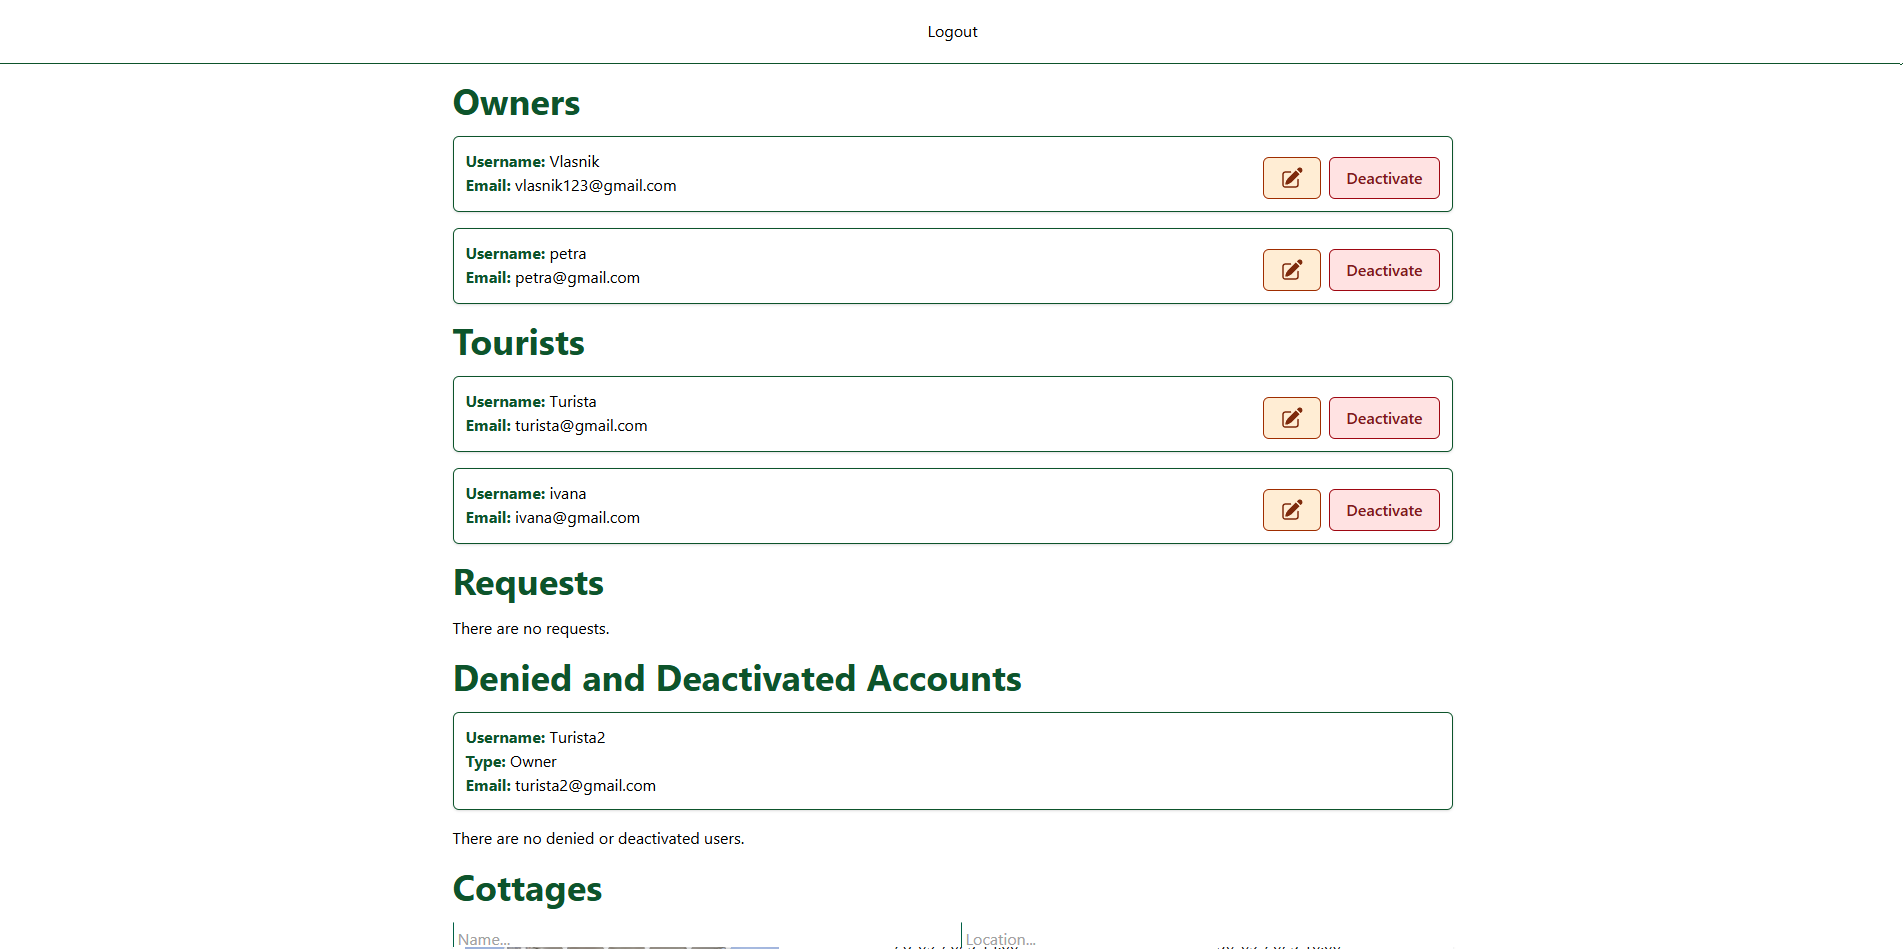 Logout
Owners
Username: Vlasnik
Email: vlasnik123@gmail.com
Deactivate
Username: petra
Email: petra@gmail.com
Deactivate
Tourists
Username: Turista
Email: turista@gmail.com
Deactivate
Username: ivana
Email: ivana@gmail.com
Deactivate
Requests
There are no requests.
Denied and Deactivated Accounts
Username: Turista2
Type: Owner
Email: turista2@gmail.com
There are no denied or deactivated users.
Cottages
Name... Location...